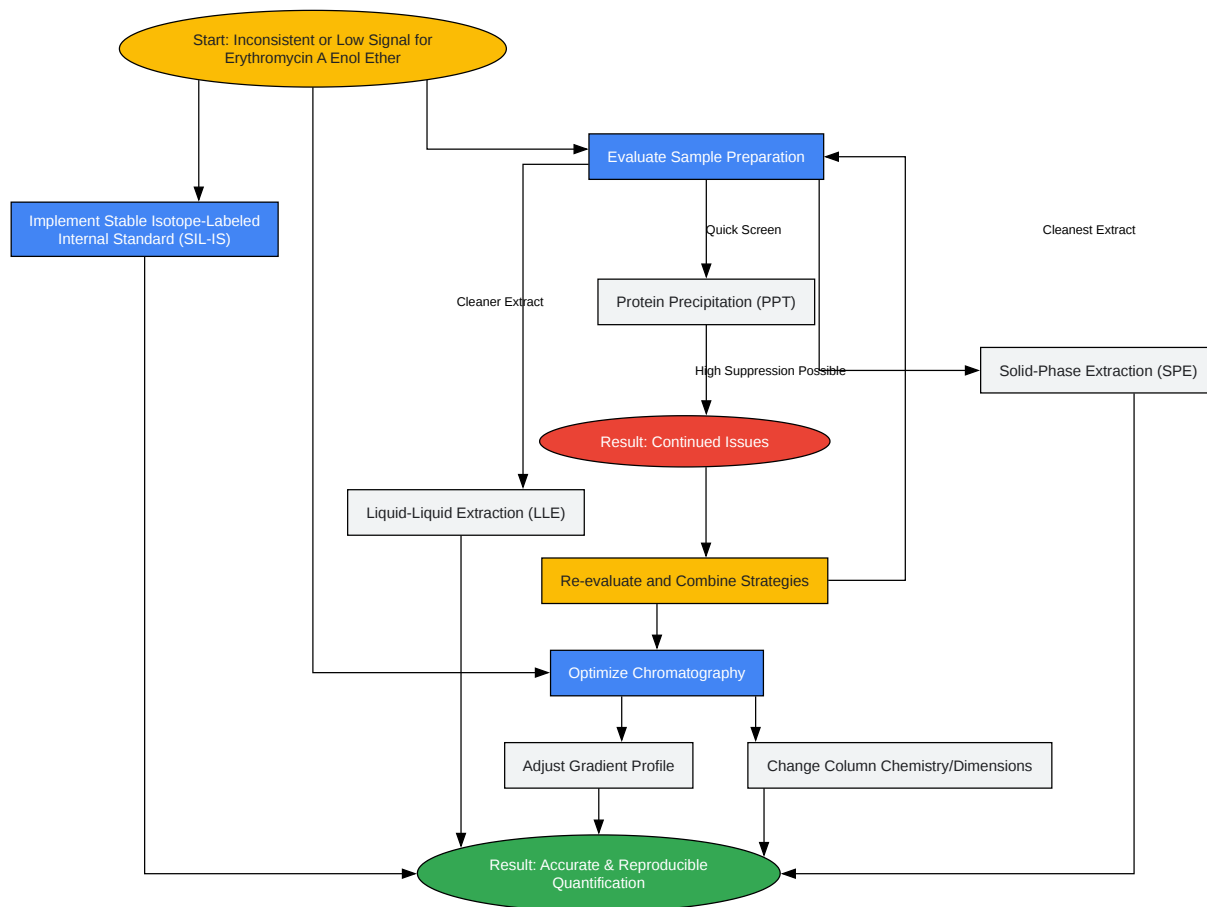 Start: Inconsistent or Low Signal for
Erythromycin A Enol Ether
Evaluate Sample Preparation
Implement Stable Isotope-Labeled
Internal Standard (SIL-IS)
Quick Screen
Cleanest Extract
Cleaner Extract
Protein Precipitation (PPT)
High Suppression Possible
Solid-Phase Extraction (SPE)
Result: Continued Issues
Liquid-Liquid Extraction (LLE)
Re-evaluate and Combine Strategies
Optimize Chromatography
Adjust Gradient Profile
Change Column Chemistry/Dimensions
Result: Accurate & Reproducible
Quantification